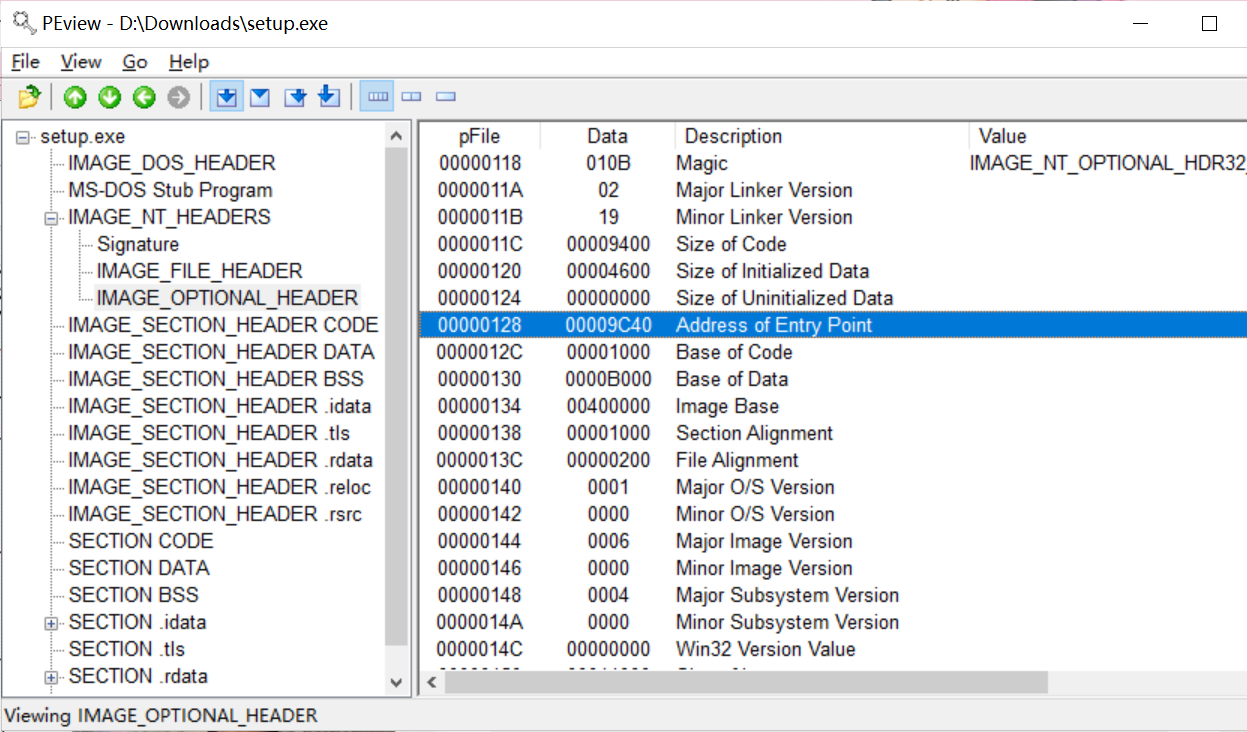 PEview - D:\Downloads\setup.exe
File View Go Help
setup.exe
IMAGE_DOS_HEADER
MS-DOS Stub Program
IMAGE_NT_HEADERS
Signature
IMAGE_FILE_HEADER
IMAGE_OPTIONAL_HEADER
IMAGE_SECTION_HEADER CODE
IMAGE_SECTION_HEADER DATA
IMAGE_SECTION_HEADER BSS
IMAGE_SECTION_HEADER .idata
IMAGE_SECTION_HEADER .tls
IMAGE_SECTION_HEADER .rdata
IMAGE_SECTION_HEADER .reloc
IMAGE_SECTION_HEADER .rsrc
SECTION CODE
SECTION DATA
SECTION BSS
SECTION .idata
SECTION .tls
SECTION .rdata
pFile Data Description Value
00000118 010B Magic IMAGE_NT_OPTIONAL_HDR32_
0000011A 02 Major Linker Version
0000011B 19 Minor Linker Version
0000011C 00009400 Size of Code
00000120 00004600 Size of Initialized Data
00000124 00000000 Size of Uninitialized Data
00000128 00009C40 Address of Entry Point
0000012C 00001000 Base of Code
00000130 0000B000 Base of Data
00000134 00400000 Image Base
00000138 00001000 Section Alignment
0000013C 00000200 File Alignment
00000140 0001 Major O/S Version
00000142 0000 Minor O/S Version
00000144 0006 Major Image Version
00000146 0000 Minor Image Version
00000148 0004 Major Subsystem Version
0000014A 0000 Minor Subsystem Version
0000014C 00000000 Win32 Version Value
Viewing IMAGE_OPTIONAL_HEADER